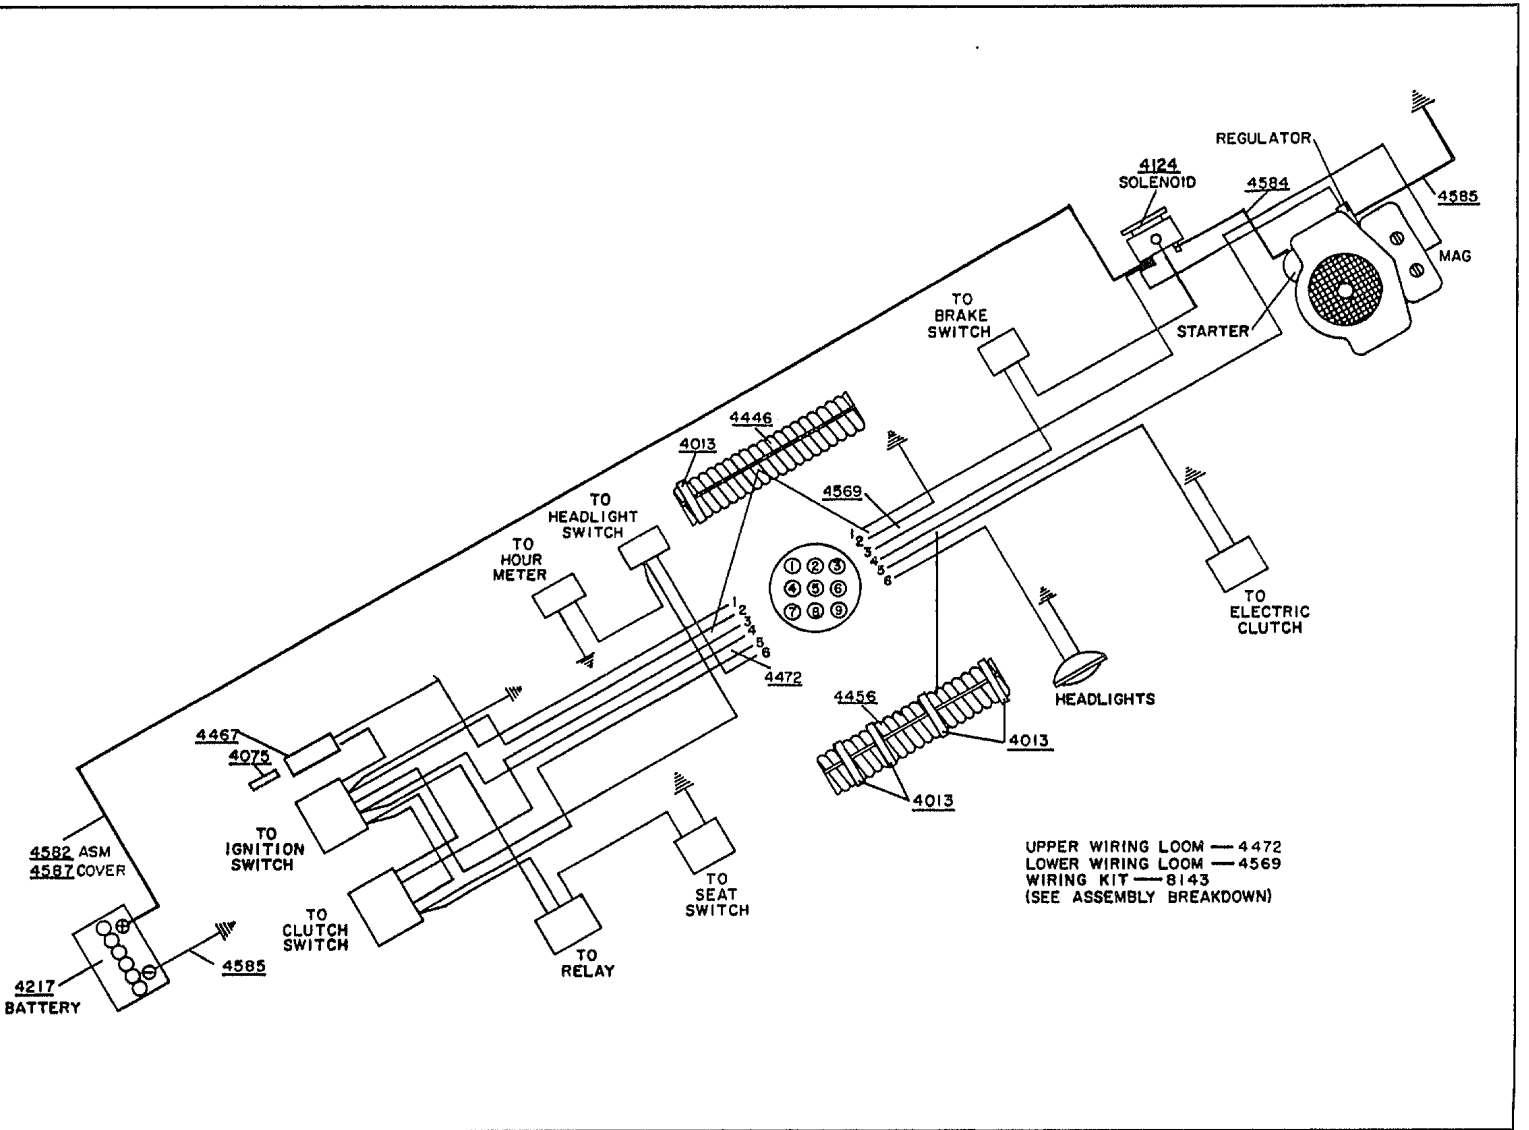 REGULATOR
4124
SOLENOID
4584
4585
MAG
STARTER
TO
BRAKE
SWITCH
4446
4013
4569
TO
HEADLIGHT
SWITCH
TO
HOUR
METER
1
2
3
4
5
6
1 2 3
4 5 6
7 8 9
1
2
3
4
5
6
4472
TO
ELECTRIC
CLUTCH
HEADLIGHTS
4456
4013
4013
4467
4075
TO
IGNITION
SWITCH
4582 ASM
4587 COVER
TO
CLUTCH
SWITCH
TO
SEAT
SWITCH
TO
RELAY
4585
4217
BATTERY
UPPER WIRING LOOM — 4472
LOWER WIRING LOOM — 4569
WIRING KIT — 8143
(SEE ASSEMBLY BREAKDOWN)